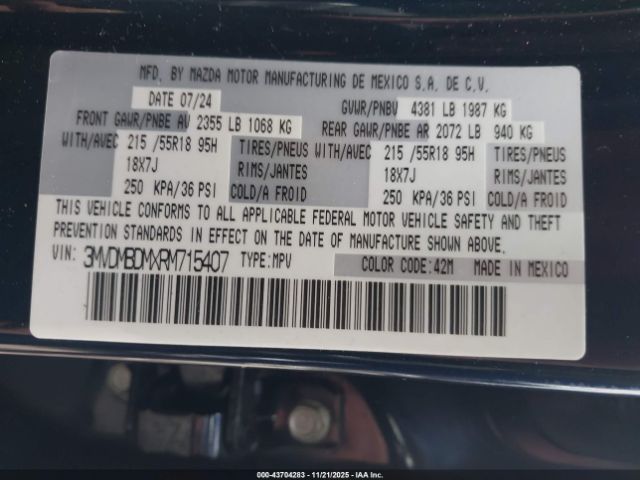 MFD. BY MAZDA MOTOR MANUFACTURING DE MEXICO S.A. DE C.V.
DATE 07/24 GVWR/PNBV 4381 LB 1987 KG
FRONT GAWR/PNBE AV 2355 LB 1068 KG REAR GAWR/PNBE AR 2072 LB 940 KG
WITH/AVEC 215 /55R18 95H TIRES/PNEUS WITH/AVEC 215 /55R18 95H TIRES/PNEUS
18X7J RIMS/JANTES 18X7J RIMS/JANTES
250 KPA/36 PSI COLD/A FROID 250 KPA/36 PSI COLD/A FROID
THIS VEHICLE CONFORMS TO ALL APPLICABLE FEDERAL MOTOR VEHICLE SAFETY AND THEFT
PREVENTION STANDARDS IN EFFECT ON THE DATE OF MANUFACTURE SHOWN ABOVE.
VIN: 3MVDMBDMXRM715407 TYPE:MPV COLOR CODE:42M MADE IN MEXICO
000-43704283 - 11/21/2025 - IAA Inc.